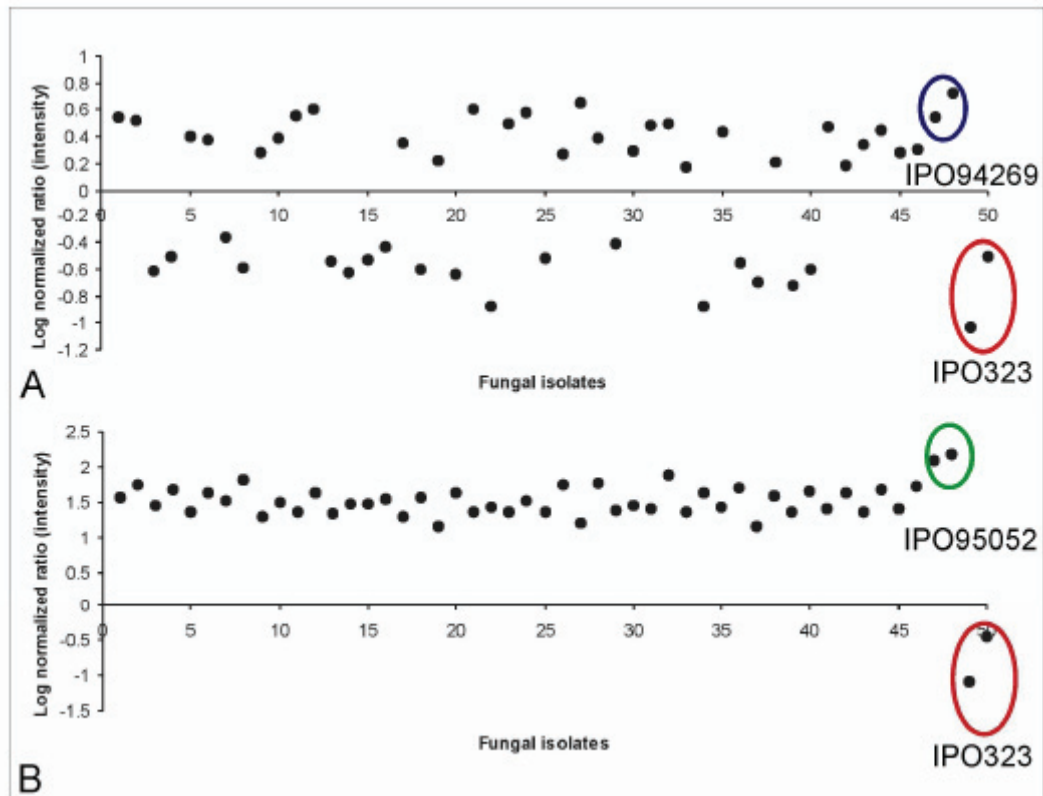 Log normalized ratio (intensity)
1
0.8
0.6
0.4
0.2
0
-0.2
-0.4
-0.6
-0.8
-1
-1.2
0 5 10 15 20 25 30 35 40 45 50
IPO94269
IPO323
Fungal isolates
A
Log normalized ratio (intensity)
2.5
2
1.5
1
0.5
0
-0.5
-1
-1.5
0 5 10 15 20 25 30 35 40 45 50
IPO95052
IPO323
Fungal isolates
B